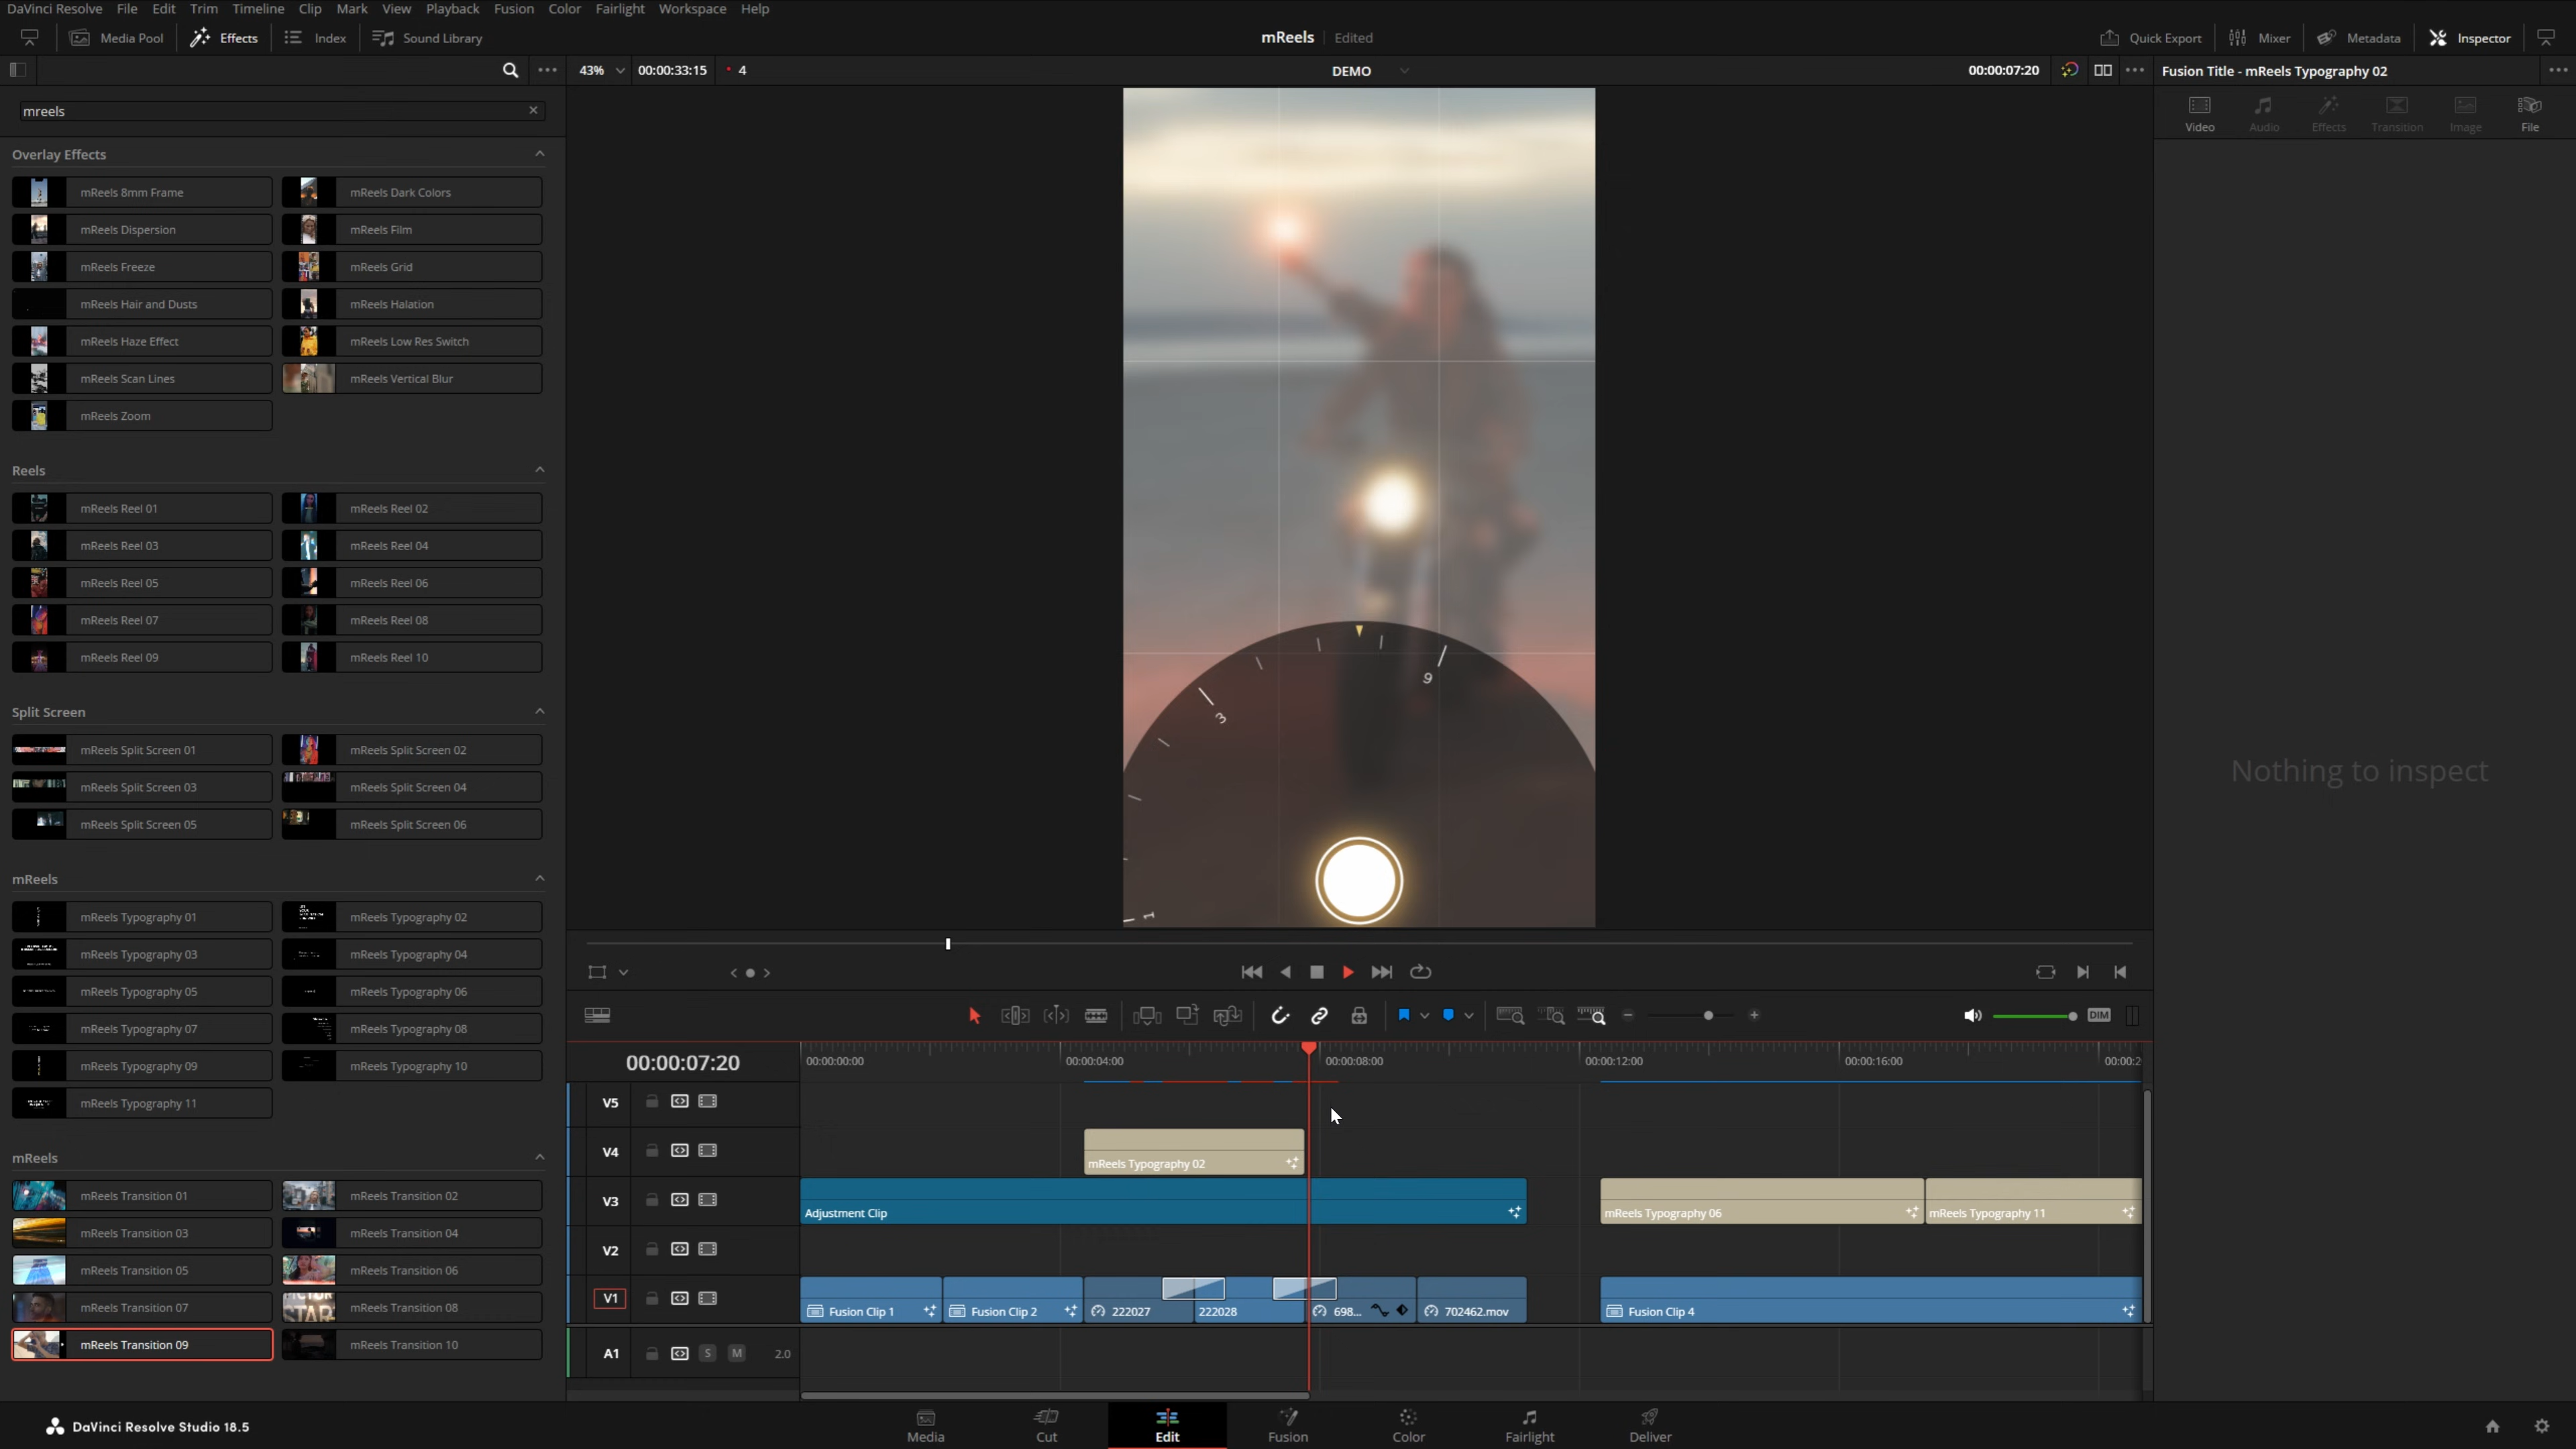 DaVinci Resolve File Edit Trim Timeline Clip Mark View Playback Fusion Color Fairlight Workspace Help
Media Pool Effects Index Sound Library mReels Edited Quick Export Mixer Metadata Inspector
43% 00:00:33:15 4 DEMO 00:00:07:20 Fusion Title - mReels Typography 02
mreels
Video Audio Effects Transition Image File
Overlay Effects
mReels 8mm Frame mReels Dark Colors
mReels Dispersion mReels Film
mReels Freeze mReels Grid
mReels Hair and Dusts mReels Halation
mReels Haze Effect mReels Low Res Switch
mReels Scan Lines mReels Vertical Blur
mReels Zoom
Reels
mReels Reel 01 mReels Reel 02
mReels Reel 03 mReels Reel 04
mReels Reel 05 mReels Reel 06
mReels Reel 07 mReels Reel 08
mReels Reel 09 mReels Reel 10
Split Screen
mReels Split Screen 01 mReels Split Screen 02
mReels Split Screen 03 mReels Split Screen 04
mReels Split Screen 05 mReels Split Screen 06
mReels
mReels Typography 01 mReels Typography 02
mReels Typography 03 mReels Typography 04
mReels Typography 05 mReels Typography 06
mReels Typography 07 mReels Typography 08
mReels Typography 09 mReels Typography 10
mReels Typography 11
mReels
mReels Transition 01 mReels Transition 02
mReels Transition 03 mReels Transition 04
mReels Transition 05 mReels Transition 06
mReels Transition 07 mReels Transition 08
mReels Transition 09 mReels Transition 10
3
1
Nothing to inspect
DIM
00:00:07:20 00:00:00:00 00:00:04:00 00:00:08:00 00:00:12:00 00:00:16:00 00:00:2
V5
V4 mReels Typography 02
V3 Adjustment Clip mReels Typography 06 mReels Typography 11
V2
V1 Fusion Clip 1 Fusion Clip 2 222027 222028 698... 702462.mov Fusion Clip 4
A1 S M 2.0
DaVinci Resolve Studio 18.5 Media Cut Edit Fusion Color Fairlight Deliver